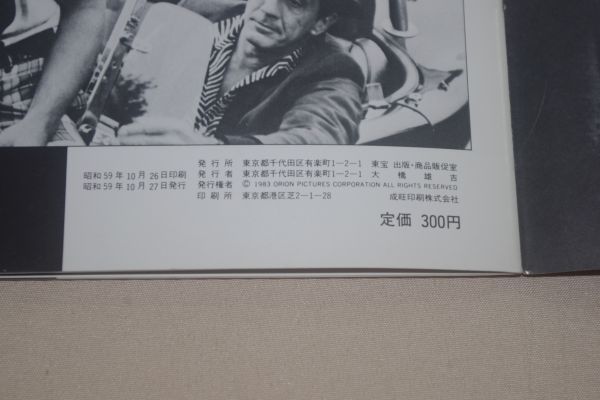 発行所 東京都千代田区有楽町1-2-1 東宝 出版・商品販促室
昭和59年10月26日印刷 発行者 東京都千代田区有楽町1-2-1 大橋雄吉
昭和59年10月27日発行 発行権者 © 1983 ORION PICTURES CORPORATION ALL RIGHTS RESERVED
印刷所 東京都港区芝2-1-28 成旺印刷株式会社
定価 300円